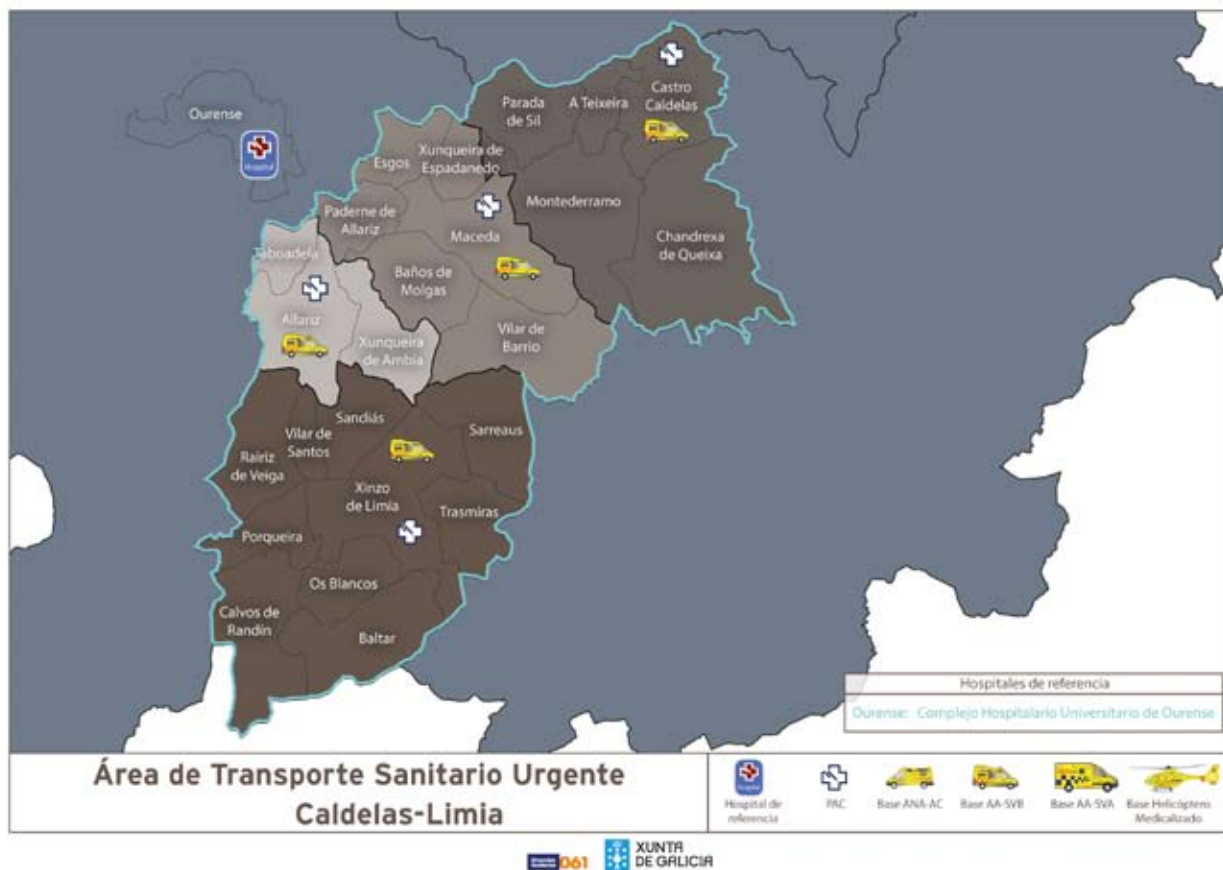 Ourense
Hospital
Parada
de Sil
A Teixeira
Castro
Caldelas
Esgos
Xunqueira de
Espadanedo
Montederramo
Chandrexa
de Queixa
Paderne de
Allariz
Maceda
Taboadela
Baños de
Molgas
Allariz
Xunqueira
de Ambía
Vilar de
Barrio
Sandiás
Vilar de
Santos
Sarreaus
Rairiz
de Veiga
Xinzo
de Limia
Trasmiras
Porqueira
Os Blancos
Calvos de
Randín
Baltar
Hospitales de referencia
Ourense: Complejo Hospitalario Universitario de Ourense
Área de Transporte Sanitario Urgente
Caldelas-Limia
Hospital
Hospital de
referencia
PAC
Base ANA-AC
Base AA-SVB
Base AA-SVA
Base Helicóptero
Medicalizado
061
XUNTA
DE GALICIA